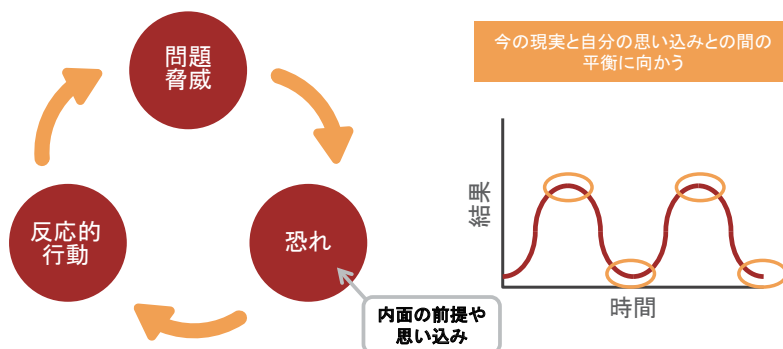 問題
脅威
恐れ
反応的
行動
内面の前提や
思い込み
今の現実と自分の思い込みとの間の
平衡に向かう
結果
時間